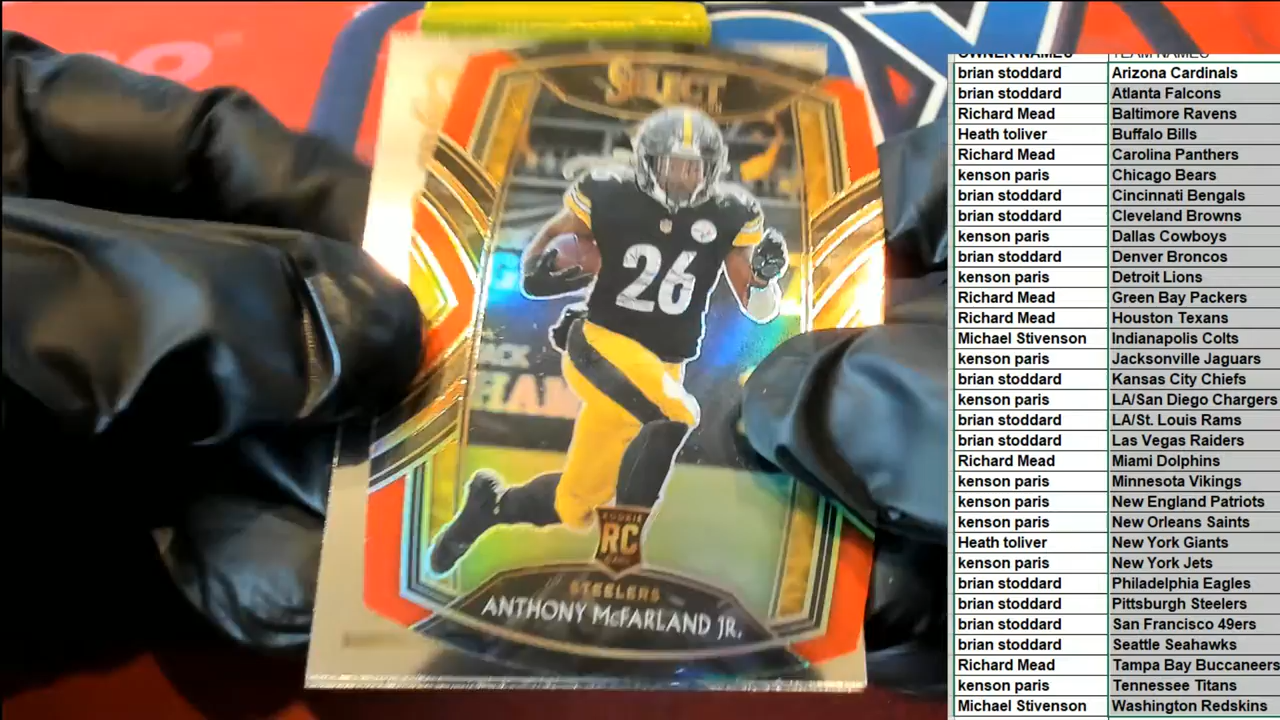 SELECT
26
ROOKIE
RC
STEELERS
ANTHONY McFARLAND JR.
OWNER NAMES TEAM NAMES
brian stoddard Arizona Cardinals
brian stoddard Atlanta Falcons
Richard Mead Baltimore Ravens
Heath toliver Buffalo Bills
Richard Mead Carolina Panthers
kenson paris Chicago Bears
brian stoddard Cincinnati Bengals
brian stoddard Cleveland Browns
kenson paris Dallas Cowboys
brian stoddard Denver Broncos
kenson paris Detroit Lions
Richard Mead Green Bay Packers
Richard Mead Houston Texans
Michael Stivenson Indianapolis Colts
kenson paris Jacksonville Jaguars
brian stoddard Kansas City Chiefs
kenson paris LA/San Diego Chargers
brian stoddard LA/St. Louis Rams
brian stoddard Las Vegas Raiders
Richard Mead Miami Dolphins
kenson paris Minnesota Vikings
kenson paris New England Patriots
kenson paris New Orleans Saints
Heath toliver New York Giants
kenson paris New York Jets
brian stoddard Philadelphia Eagles
brian stoddard Pittsburgh Steelers
brian stoddard San Francisco 49ers
brian stoddard Seattle Seahawks
Richard Mead Tampa Bay Buccaneers
kenson paris Tennessee Titans
Michael Stivenson Washington Redskins